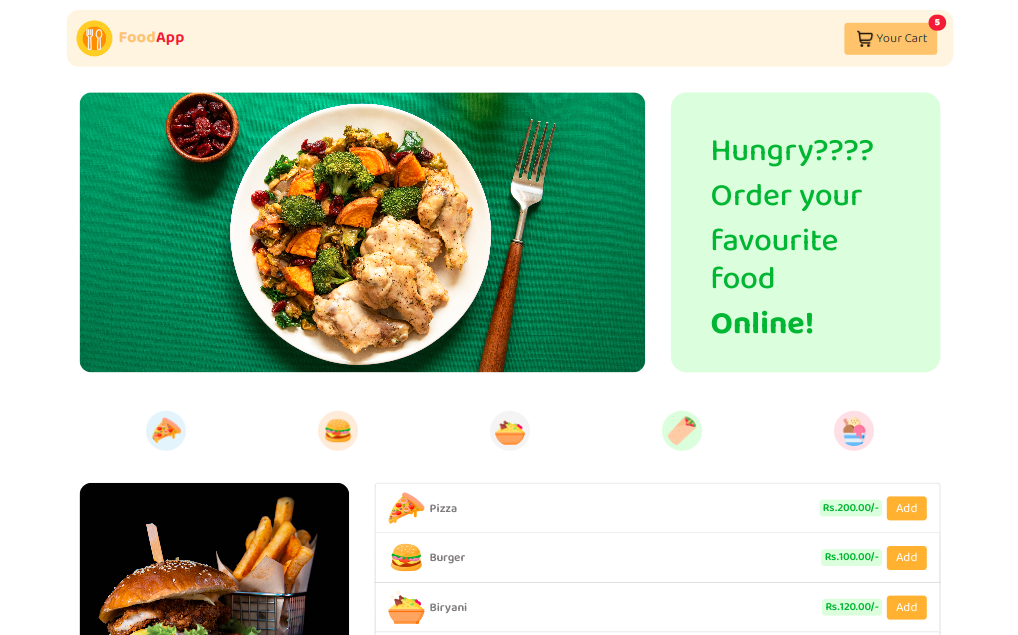 FoodApp
5
Your Cart
Hungry????
Order your
favourite
food
Online!
Pizza
Rs.200.00/-
Add
Burger
Rs.100.00/-
Add
Biryani
Rs.120.00/-
Add